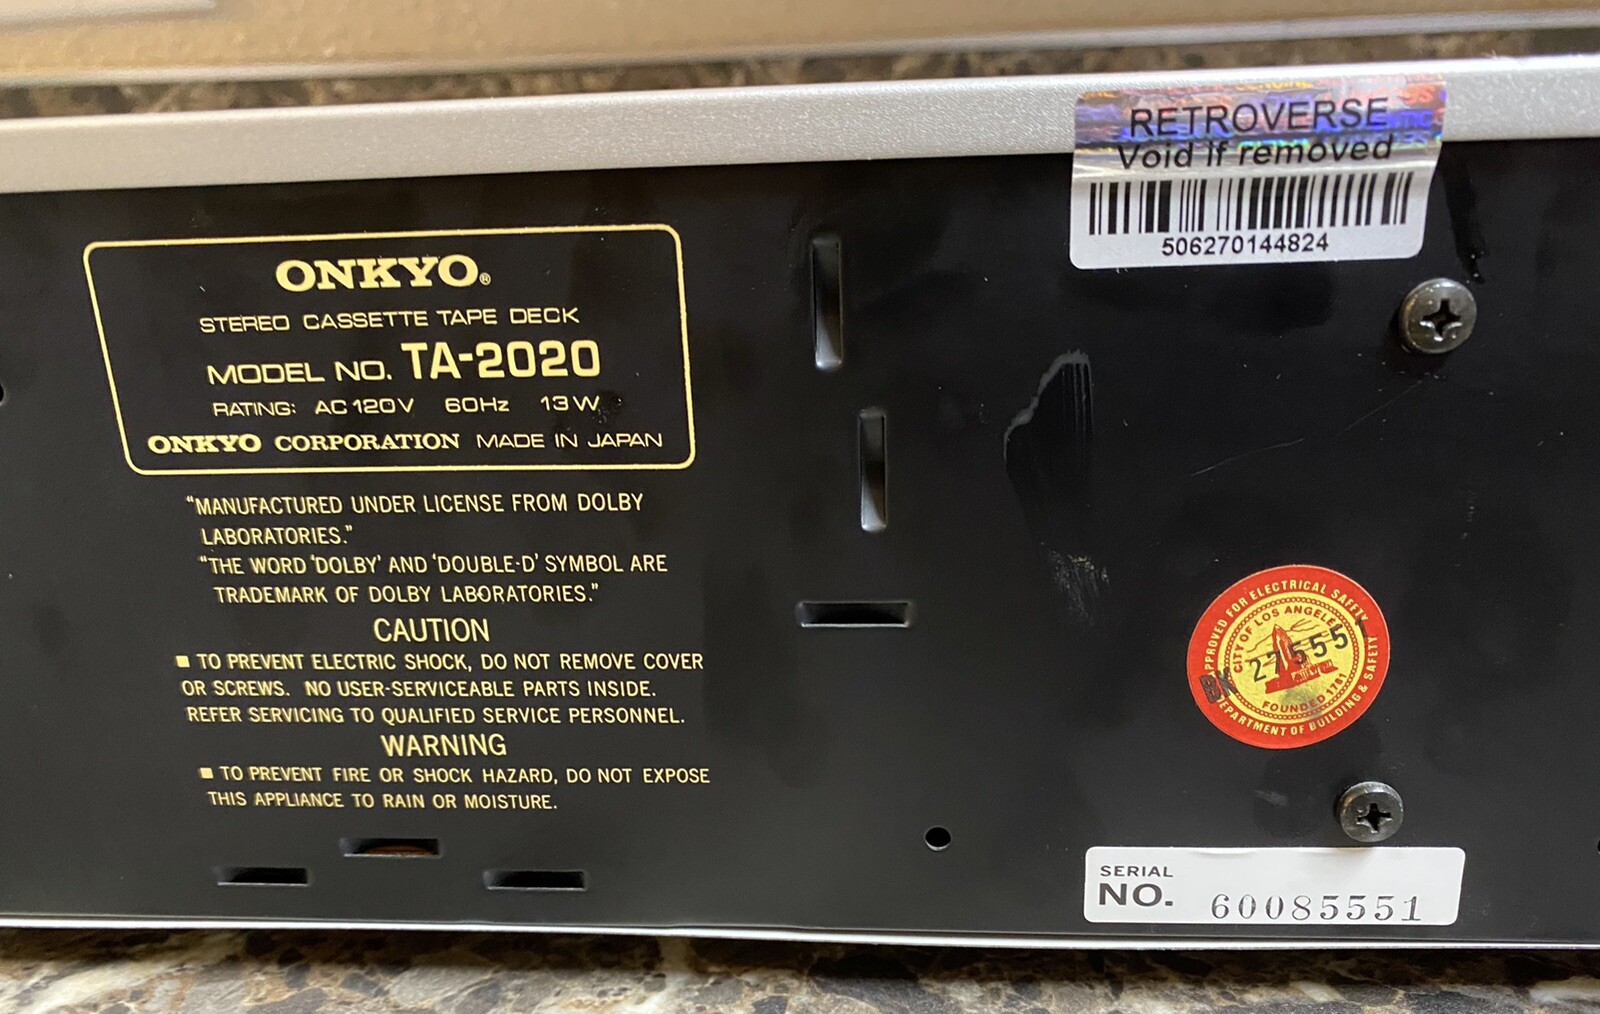 RETROVERSE
Void if removed
506270144824
ONKYO®
STEREO CASSETTE TAPE DECK
MODEL NO. TA-2020
RATING: AC 120V 60Hz 13W
ONKYO CORPORATION MADE IN JAPAN
"MANUFACTURED UNDER LICENSE FROM DOLBY
LABORATORIES."
"THE WORD 'DOLBY' AND 'DOUBLE-D' SYMBOL ARE
TRADEMARK OF DOLBY LABORATORIES."
CAUTION
■ TO PREVENT ELECTRIC SHOCK, DO NOT REMOVE COVER
OR SCREWS. NO USER-SERVICEABLE PARTS INSIDE.
REFER SERVICING TO QUALIFIED SERVICE PERSONNEL.
WARNING
■ TO PREVENT FIRE OR SHOCK HAZARD, DO NOT EXPOSE
THIS APPLIANCE TO RAIN OR MOISTURE.
APPROVED FOR ELECTRICAL SAFETY
CITY OF LOS ANGELES
BK 27555
FOUNDED 1781
DEPARTMENT OF BUILDING & SAFETY
SERIAL
NO. 60085551